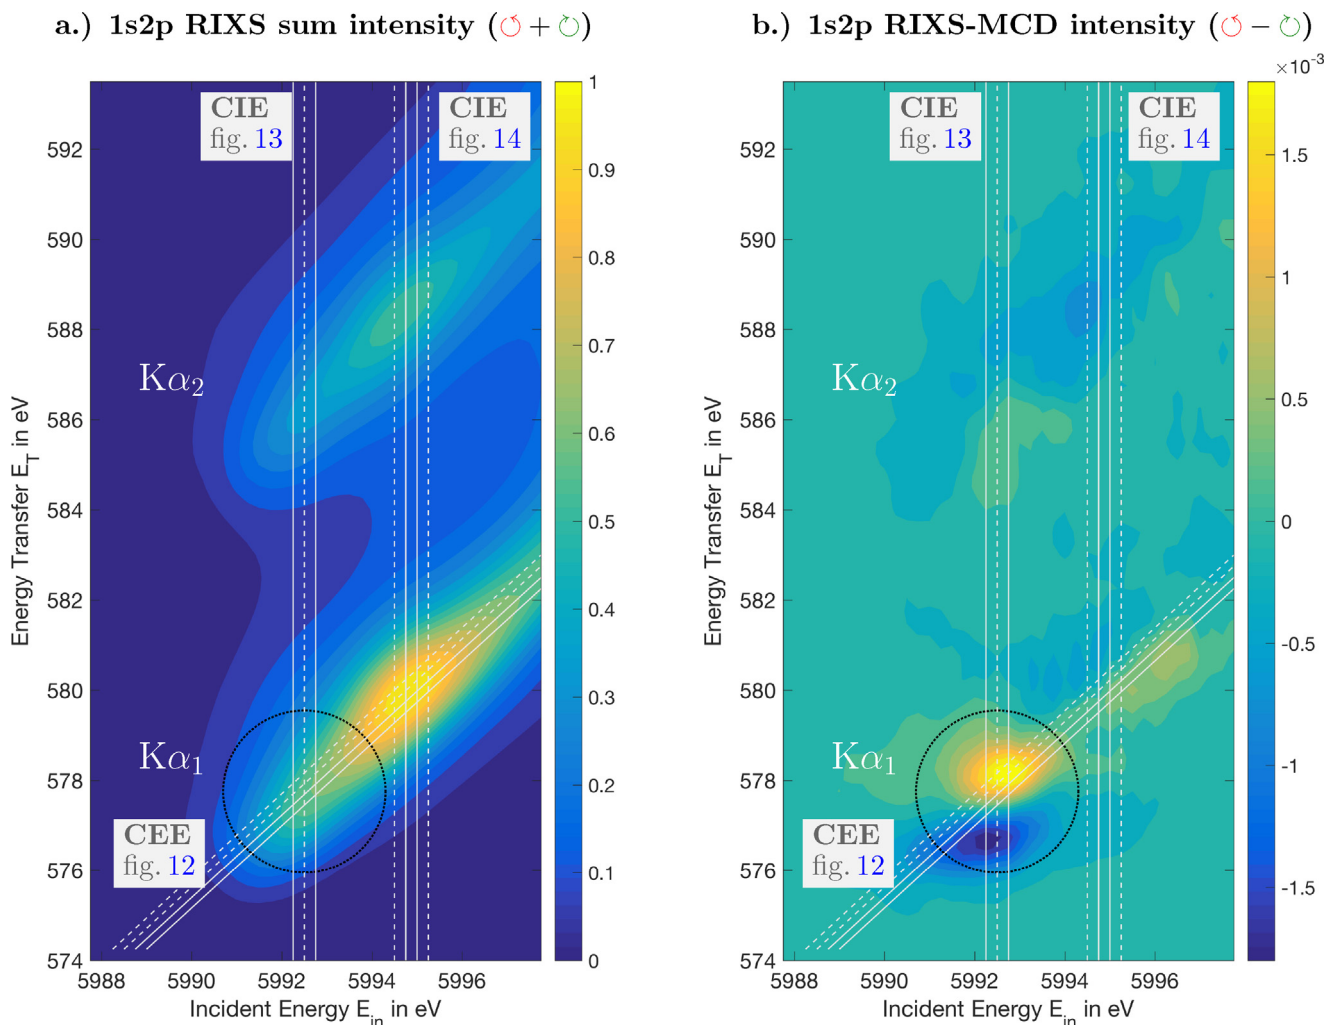 a.) 1s2p RIXS sum intensity (↺ + ↻)
CIE
fig. 13
CIE
fig. 14
Kα₂
Kα₁
CEE
fig. 12
592
590
588
586
584
582
580
578
576
574
5988
5990
5992
5994
5996
Energy Transfer E_T in eV
Incident Energy E_in in eV
1
0.9
0.8
0.7
0.6
0.5
0.4
0.3
0.2
0.1
0
b.) 1s2p RIXS-MCD intensity (↺ − ↻)
×10⁻³
CIE
fig. 13
CIE
fig. 14
Kα₂
Kα₁
CEE
fig. 12
592
590
588
586
584
582
580
578
576
574
5988
5990
5992
5994
5996
Energy Transfer E_T in eV
Incident Energy E_in in eV
1.5
1
0.5
0
-0.5
-1
-1.5